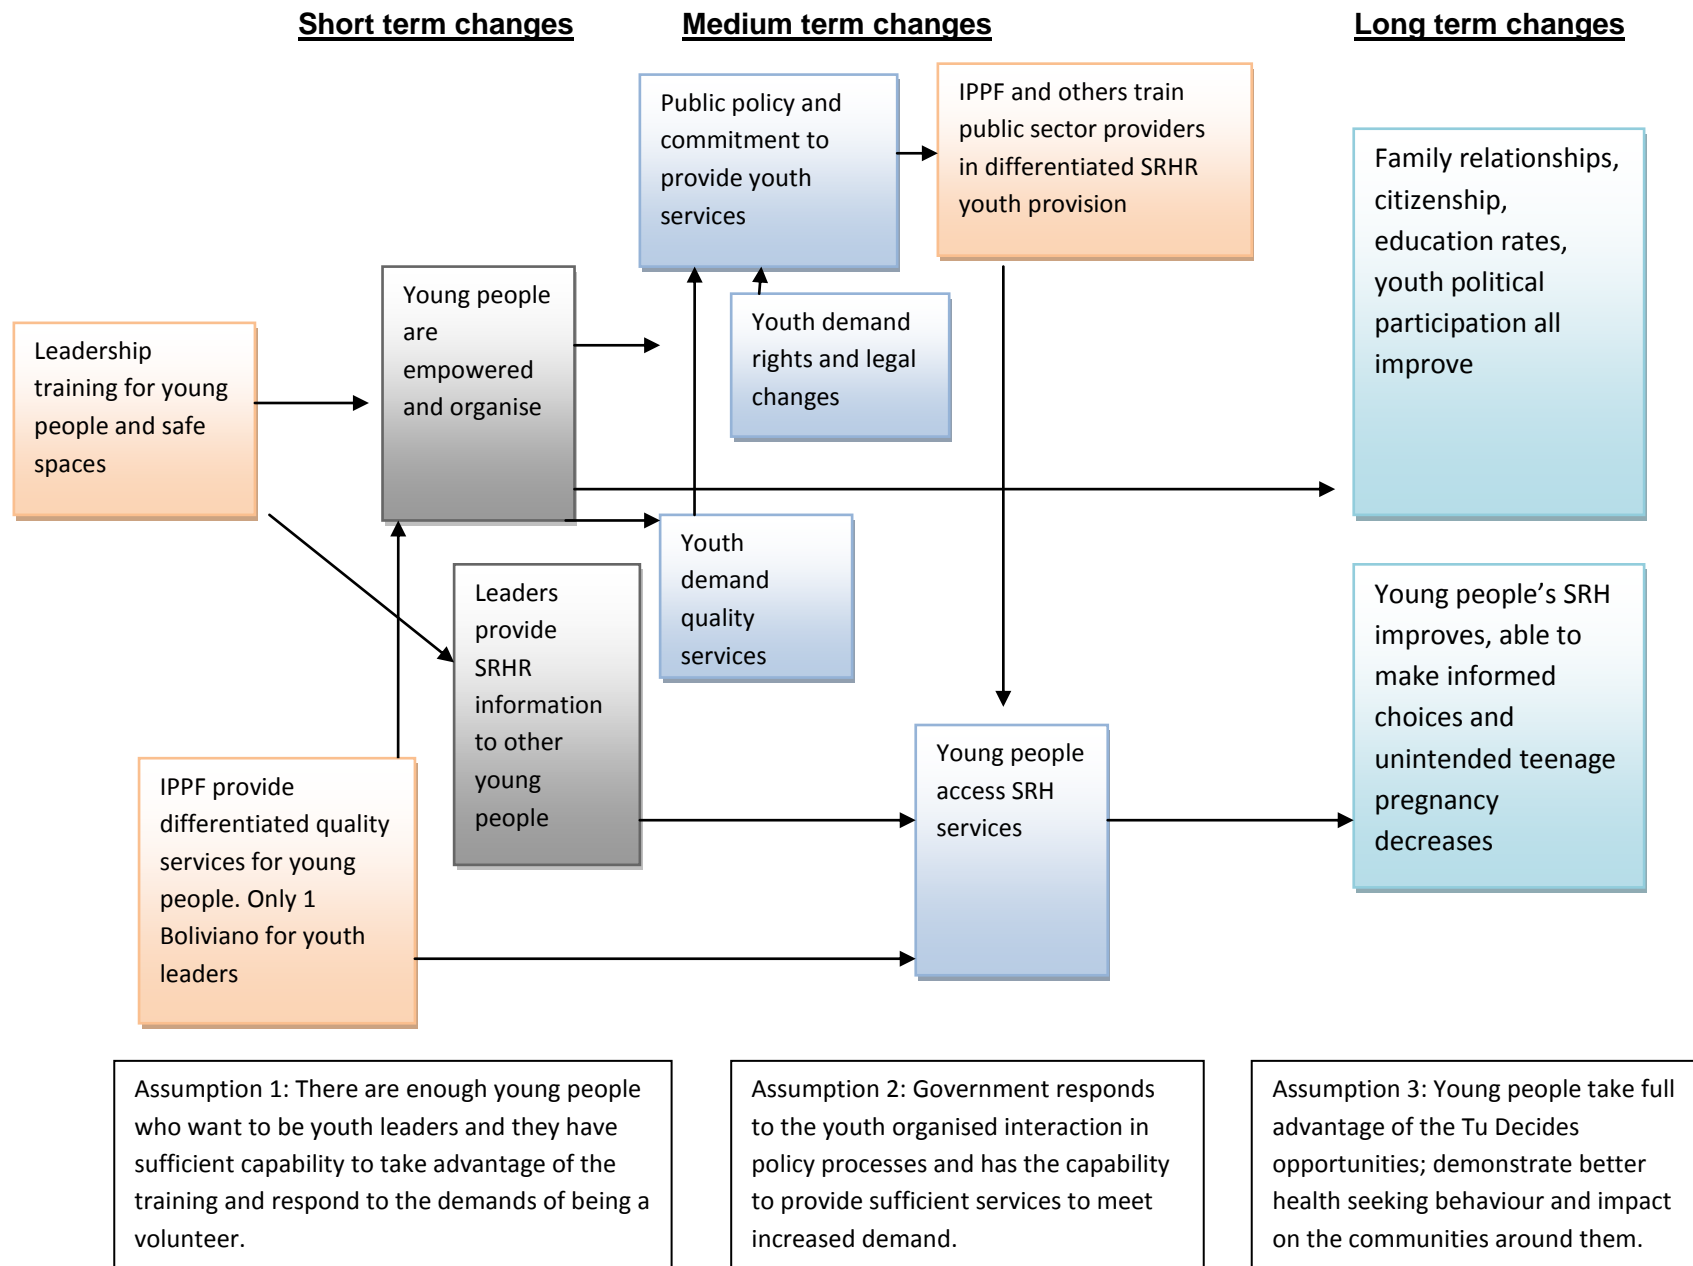 Short term changes
Medium term changes
Long term changes
Public policy and
commitment to
provide youth
services
IPPF and others train
public sector providers
in differentiated SRHR
youth provision
Family relationships,
citizenship,
education rates,
youth political
participation all
improve
Young people
are
empowered
and organise
Youth demand
rights and legal
changes
Leadership
training for young
people and safe
spaces
Youth
demand
quality
services
Leaders
provide
SRHR
information
to other
young
people
Young people's SRH
improves, able to
make informed
choices and
unintended teenage
pregnancy
decreases
Young people
access SRH
services
IPPF provide
differentiated quality
services for young
people. Only 1
Boliviano for youth
leaders
Assumption 1: There are enough young people
who want to be youth leaders and they have
sufficient capability to take advantage of the
training and respond to the demands of being a
volunteer.
Assumption 2: Government responds
to the youth organised interaction in
policy processes and has the capability
to provide sufficient services to meet
increased demand.
Assumption 3: Young people take full
advantage of the Tu Decides
opportunities; demonstrate better
health seeking behaviour and impact
on the communities around them.